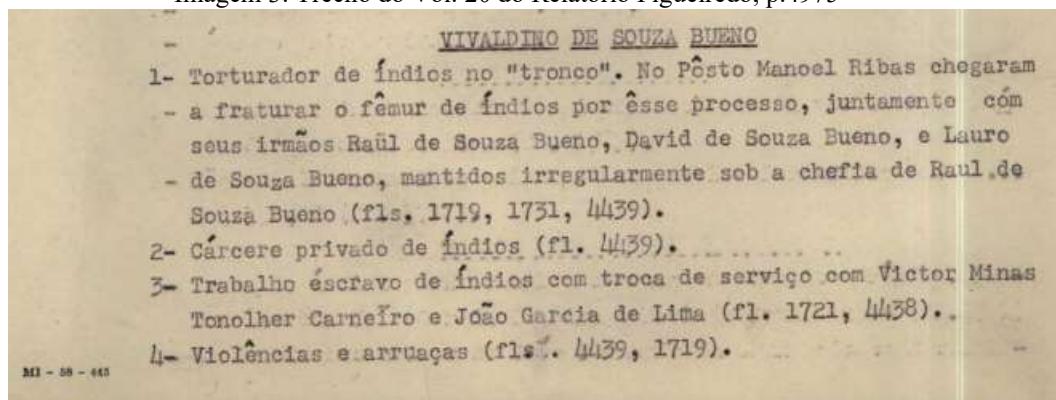 Imagem 3: Trecho do Vol. 20 do Relatório Figueiredo, p.4973
VIVALDINO DE SOUZA BUENO
1- Torturador de índios no "tronco". No Pôsto Manoel Ribas chegaram
- a fraturar o fêmur de índios por êsse processo, juntamente com
seus irmãos Raül de Souza Bueno, David de Souza Bueno, e Lauro
- de Souza Bueno, mantidos irregularmente sob a chefia de Raul de
Souza Bueno (fls. 1719, 1731, 4439).
2- Cárcere privado de índios (fl. 4439).
3- Trabalho éscravo de índios com troca de serviço com Victor Minas
Tonolher Carneiro e João Garcia de Lima (fl. 1721, 4438).
4- Violências e arruaças (fls. 4439, 1719).
MI - 58 - 445